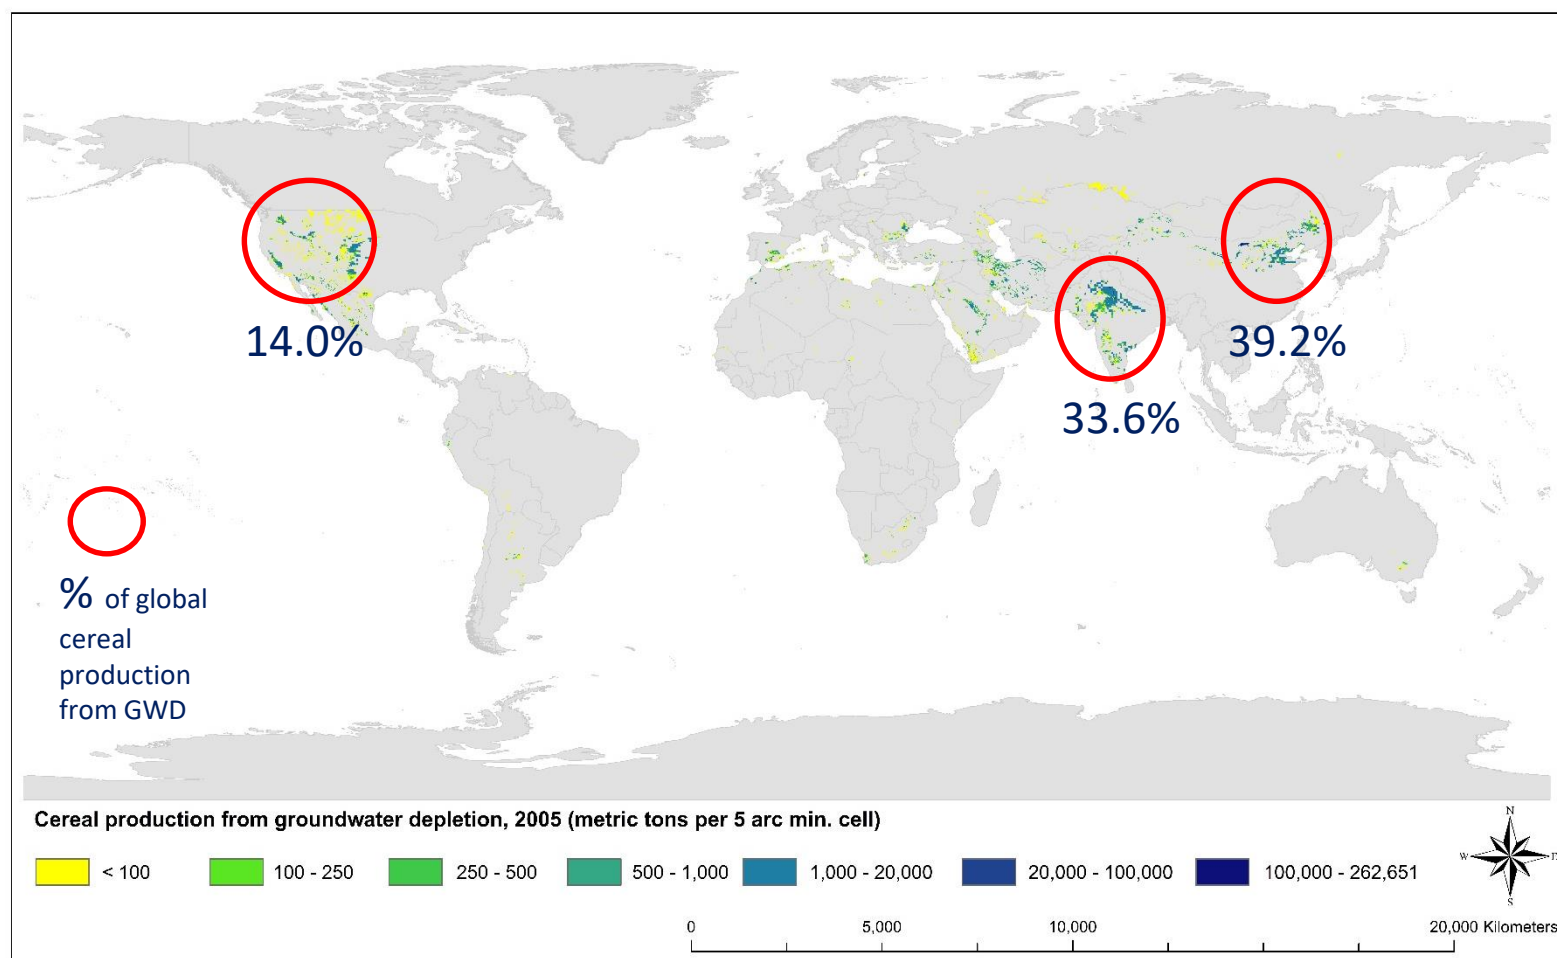 14.0%
39.2%
33.6%
% of global
cereal
production
from GWD
Cereal production from groundwater depletion, 2005 (metric tons per 5 arc min. cell)
< 100
100 - 250
250 - 500
500 - 1,000
1,000 - 20,000
20,000 - 100,000
100,000 - 262,651
N
W
E
S
0
5,000
10,000
20,000 Kilometers